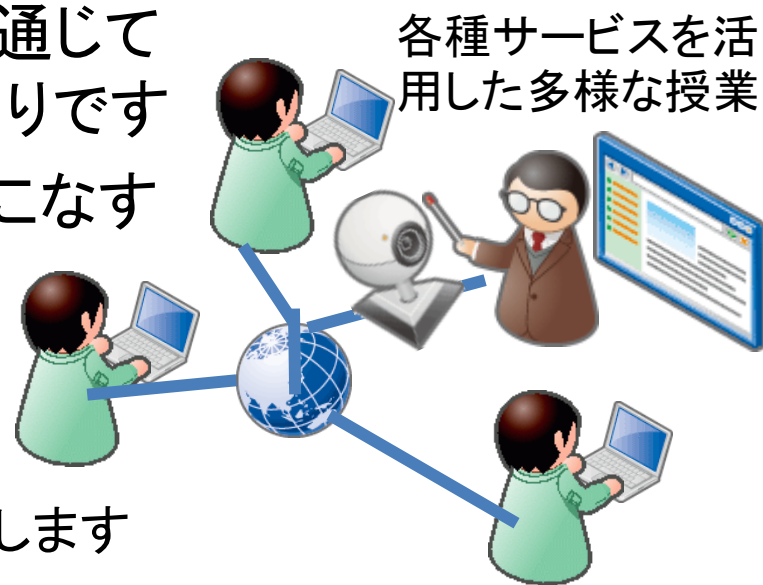 通じて
りです
こなす
各種サービスを活
用した多様な授業
します